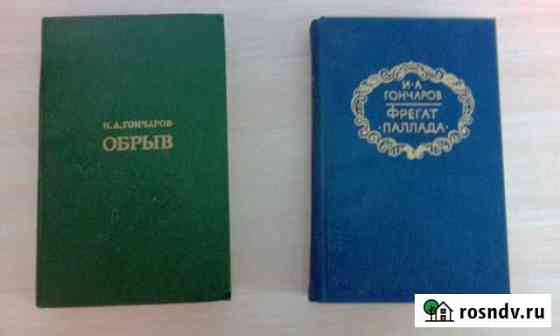 И.А.ГОНЧАРОВ
ОБРЫВ
И·А
ГОНЧАРОВ
ФРЕГАТ
·ПАЛЛАДА·
rosndv.ru